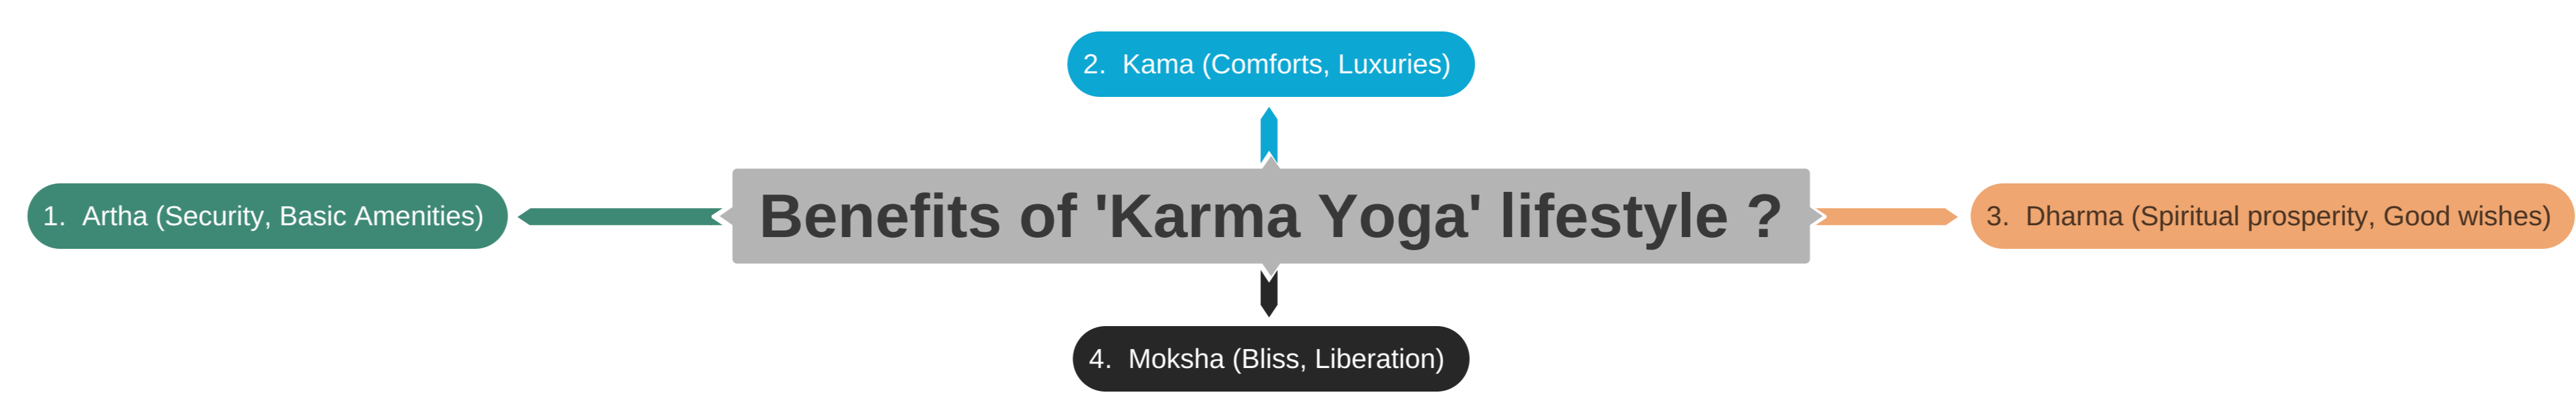 2. Kama (Comforts, Luxuries)
1. Artha (Security, Basic Amenities)
Benefits of 'Karma Yoga' lifestyle ?
3. Dharma (Spiritual prosperity, Good wishes)
4. Moksha (Bliss, Liberation)